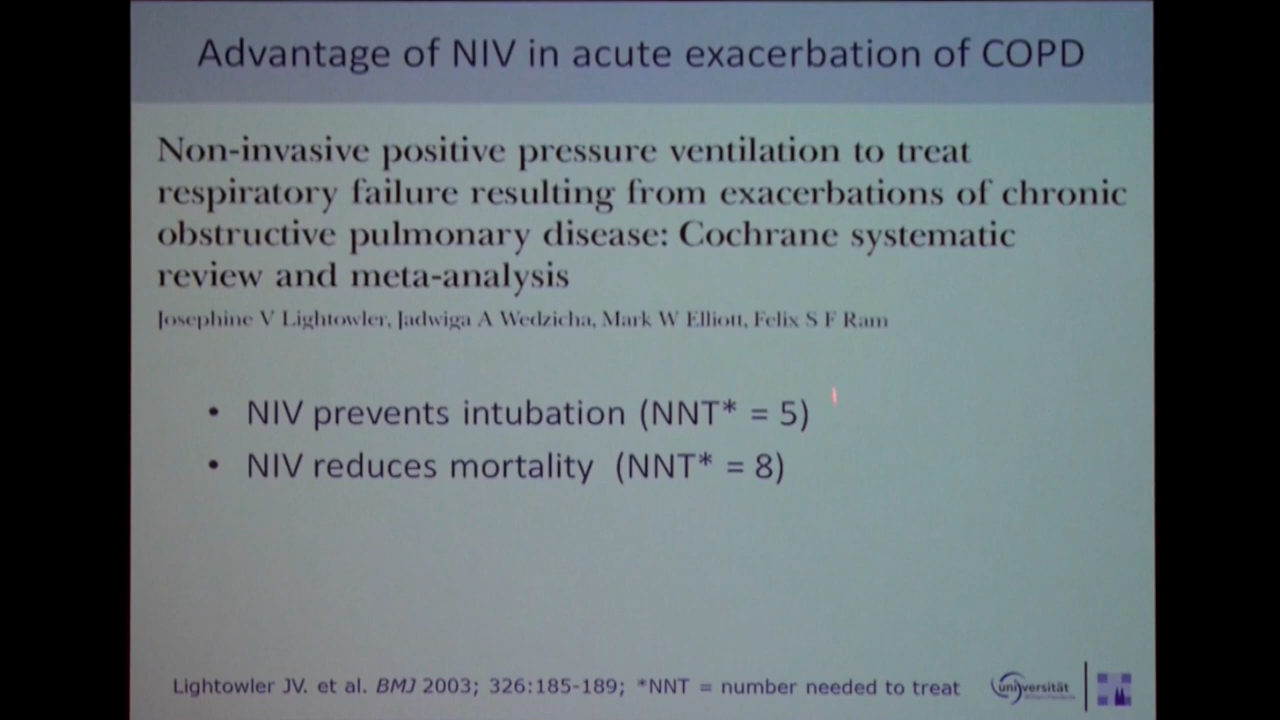 Advantage of NIV in acute exacerbation of COPD
Non-invasive positive pressure ventilation to treat
respiratory failure resulting from exacerbations of chronic
obstructive pulmonary disease: Cochrane systematic
review and meta-analysis
Josephine V Lightowler, Jadwiga A Wedzicha, Mark W Elliott, Felix S F Ram
• NIV prevents intubation (NNT* = 5)
• NIV reduces mortality (NNT* = 8)
Lightowler JV. et al. BMJ 2003; 326:185-189; *NNT = number needed to treat
universität